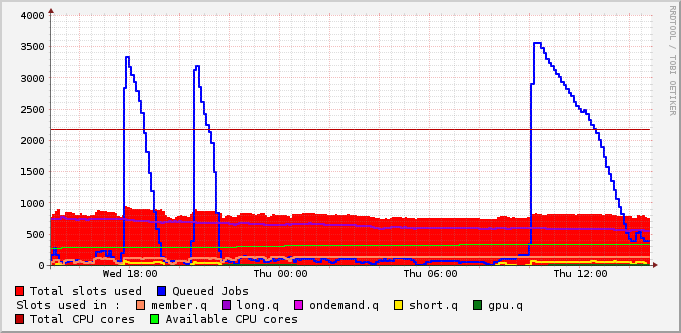 4000
3500
3000
2500
2000
1500
1000
500
0
Wed 18:00 Thu 00:00 Thu 06:00 Thu 12:00
RRDTOOL / TOBI OETIKER
Total slots used Queued Jobs
Slots used in : member.q long.q ondemand.q short.q gpu.q
Total CPU cores Available CPU cores